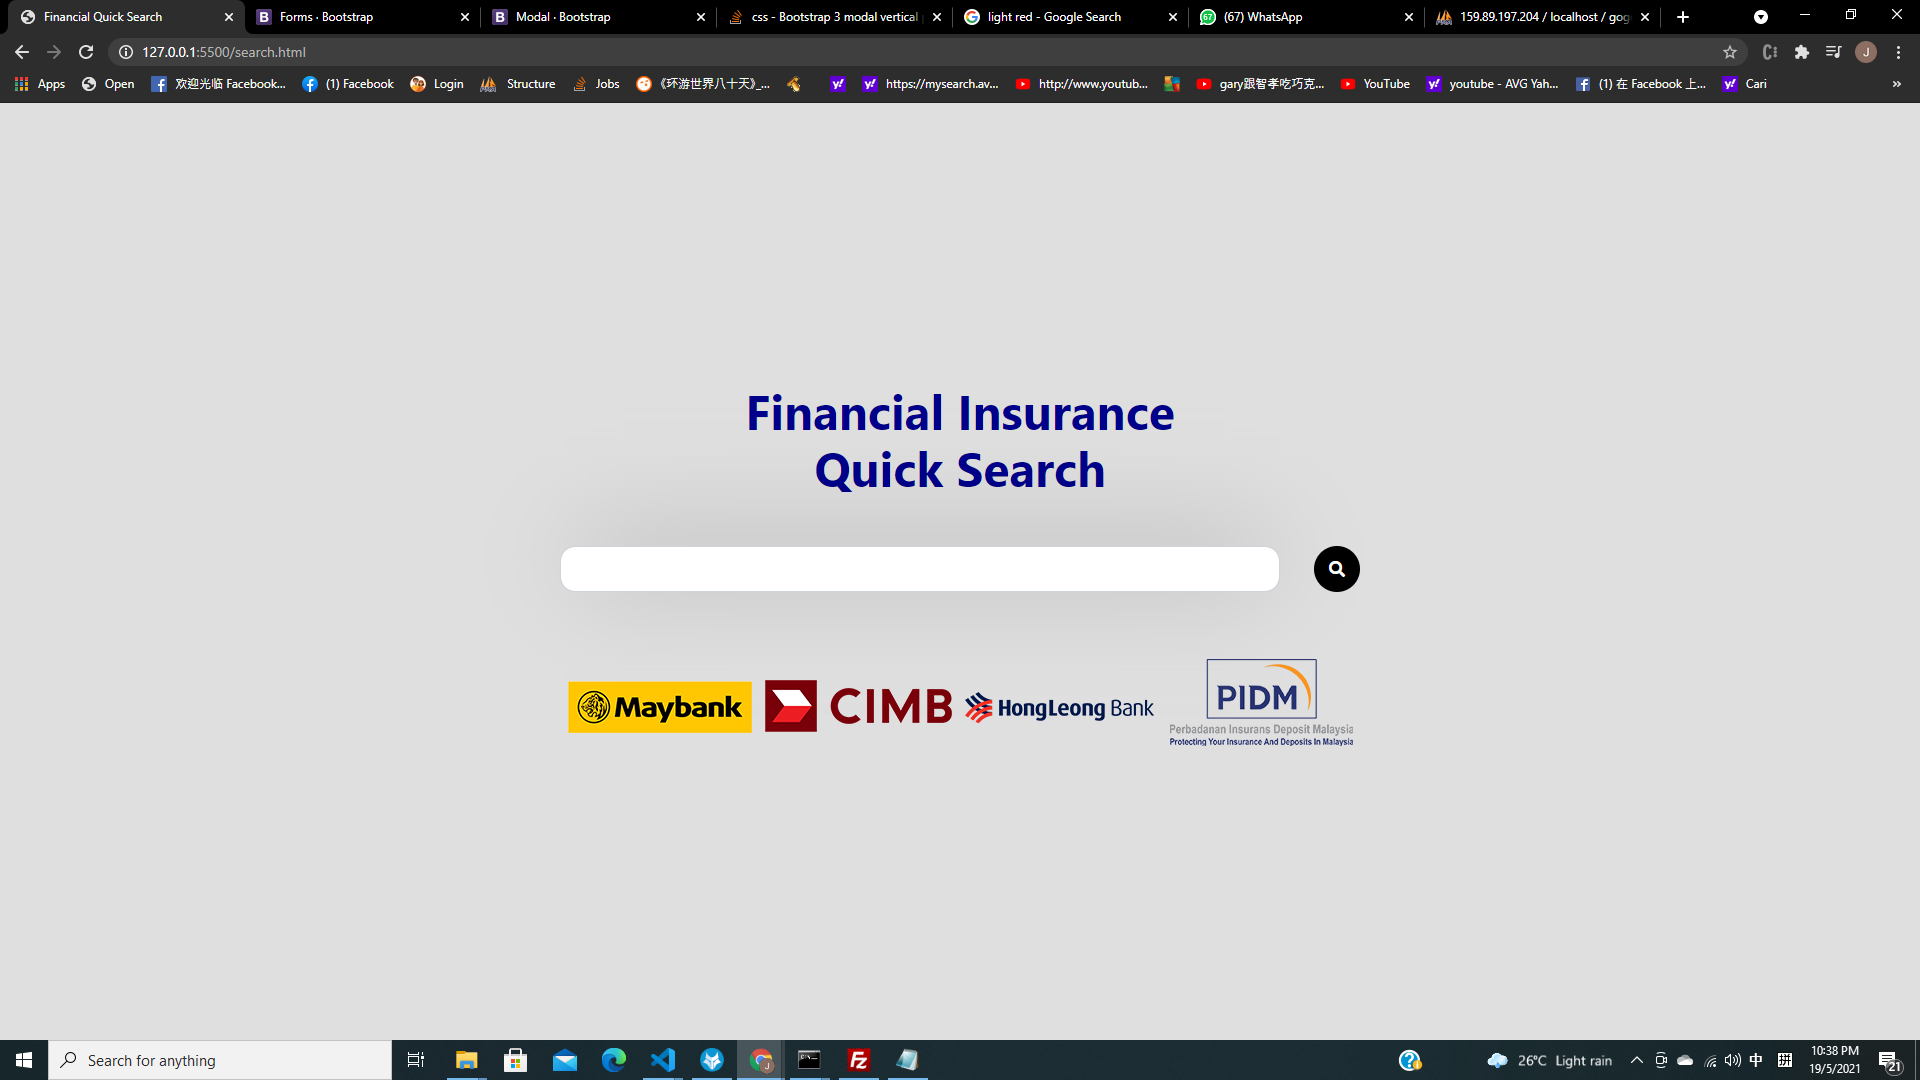 Financial Quick Search
Forms · Bootstrap
Modal · Bootstrap
css - Bootstrap 3 modal vertical
light red - Google Search
(67) WhatsApp
159.89.197.204 / localhost / gog
127.0.0.1:5500/search.html
Apps
Open
欢迎光临 Facebook...
(1) Facebook
Login
Structure
Jobs
《环游世界八十天》_...
https://mysearch.av...
http://www.youtub...
gary跟智孝吃巧克...
YouTube
youtube - AVG Yah...
(1) 在 Facebook 上...
Cari
Financial Insurance
Quick Search
Maybank
CIMB
HongLeong Bank
PIDM
Perbadanan Insurans Deposit Malaysia
Protecting Your Insurance And Deposits In Malaysia
Search for anything
26°C Light rain
中
拼
10:38 PM
19/5/2021
21